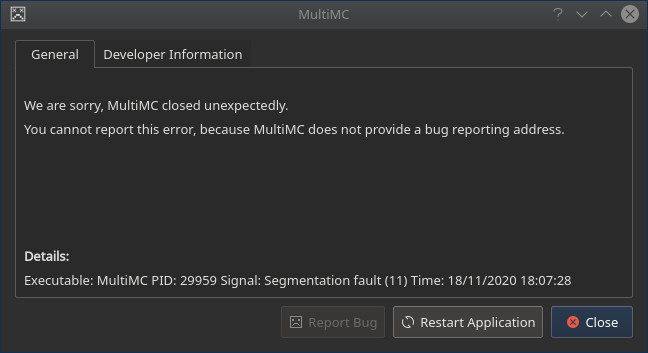 MultiMC
General
Developer Information
We are sorry, MultiMC closed unexpectedly.
You cannot report this error, because MultiMC does not provide a bug reporting address.
Details:
Executable: MultiMC PID: 29959 Signal: Segmentation fault (11) Time: 18/11/2020 18:07:28
Report Bug
Restart Application
Close